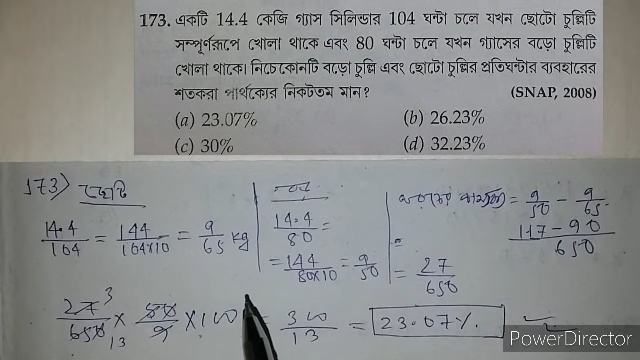 173. একটি 14.4 কেজি গ্যাস সিলিন্ডার 104 ঘন্টা চলে যখন ছোটো চুল্লিটি
সম্পূর্ণরূপে খোলা থাকে এবং 80 ঘন্টা চলে যখন গ্যাসের বড়ো চুল্লিটি
খোলা থাকে। নিচেকোনটি বড়ো চুল্লি এবং ছোটো চুল্লির প্রতিঘন্টার ব্যবহারের
শতকরা পার্থক্যের নিকটতম মান? (SNAP, 2008)
(a) 23.07% (b) 26.23%
(c) 30% (d) 32.23%
173) ছোট
14.4/104 = 144/104×10 = 9/65 kg
14.4/80 =
= 144/80×10 = 9/50
= 9/50 - 9/65
117-90/650
= 27/650
27/650 × 50/9 × 100 = 300/13 = 23.07%.
PowerDirector